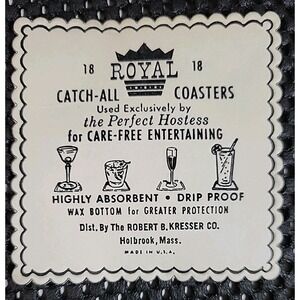 18 ROYAL 18
CATCH-ALL COASTERS
Used Exclusively by
the Perfect Hostess
for CARE-FREE ENTERTAINING
HIGHLY ABSORBENT • DRIP PROOF
WAX BOTTOM for GREATER PROTECTION
Dist. By The ROBERT B. KRESSER CO.
Holbrook, Mass.
MADE IN U.S.A.